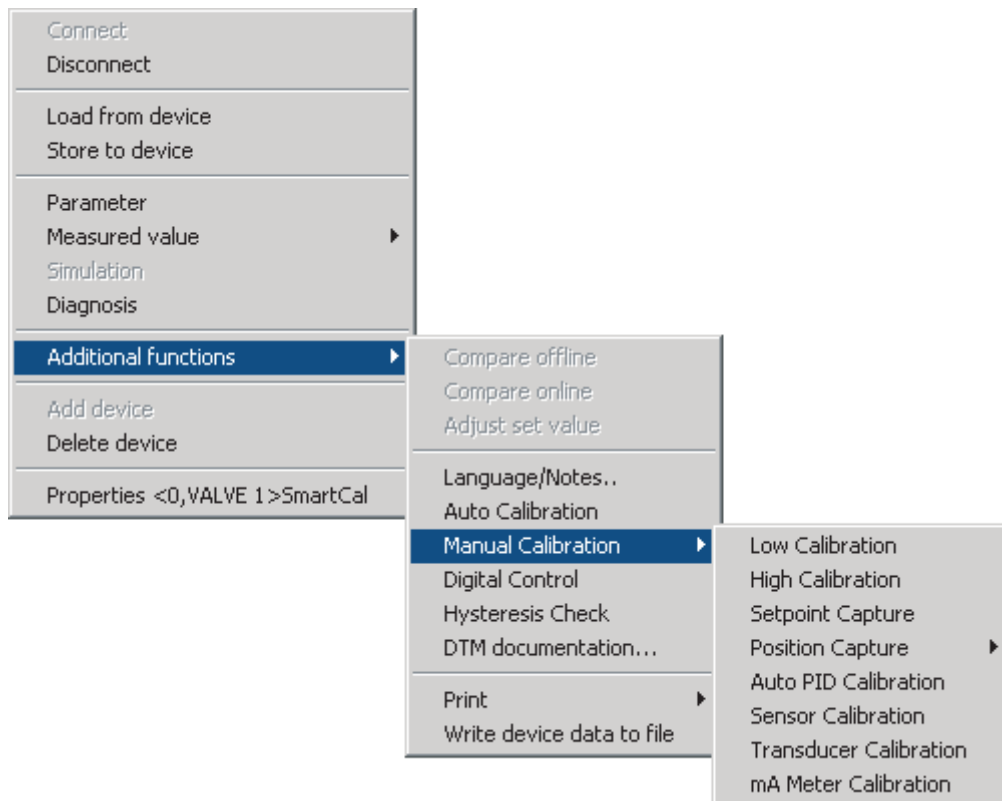 Connect
Disconnect
Load from device
Store to device
Parameter
Measured value
Simulation
Diagnosis
Additional functions
Add device
Delete device
Properties <0,VALVE 1>SmartCal
Compare offline
Compare online
Adjust set value
Language/Notes..
Auto Calibration
Manual Calibration
Digital Control
Hysteresis Check
DTM documentation...
Print
Write device data to file
Low Calibration
High Calibration
Setpoint Capture
Position Capture
Auto PID Calibration
Sensor Calibration
Transducer Calibration
mA Meter Calibration